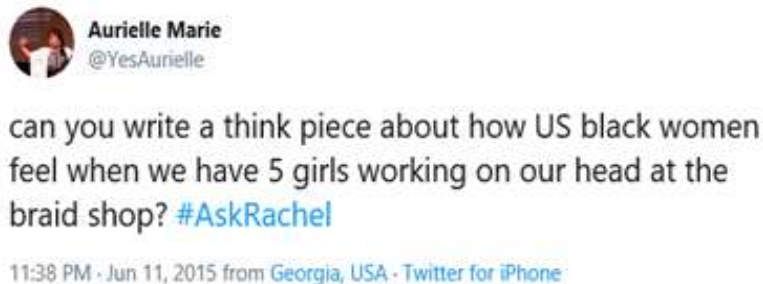 Aurielle Marie
@YesAurielle
can you write a think piece about how US black women
feel when we have 5 girls working on our head at the
braid shop? #AskRachel
11:38 PM · Jun 11, 2015 from Georgia, USA · Twitter for iPhone